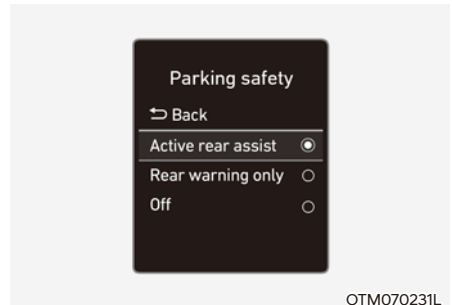 Parking safety
Back
Active rear assist
Rear warning only
Off
OTM070231L